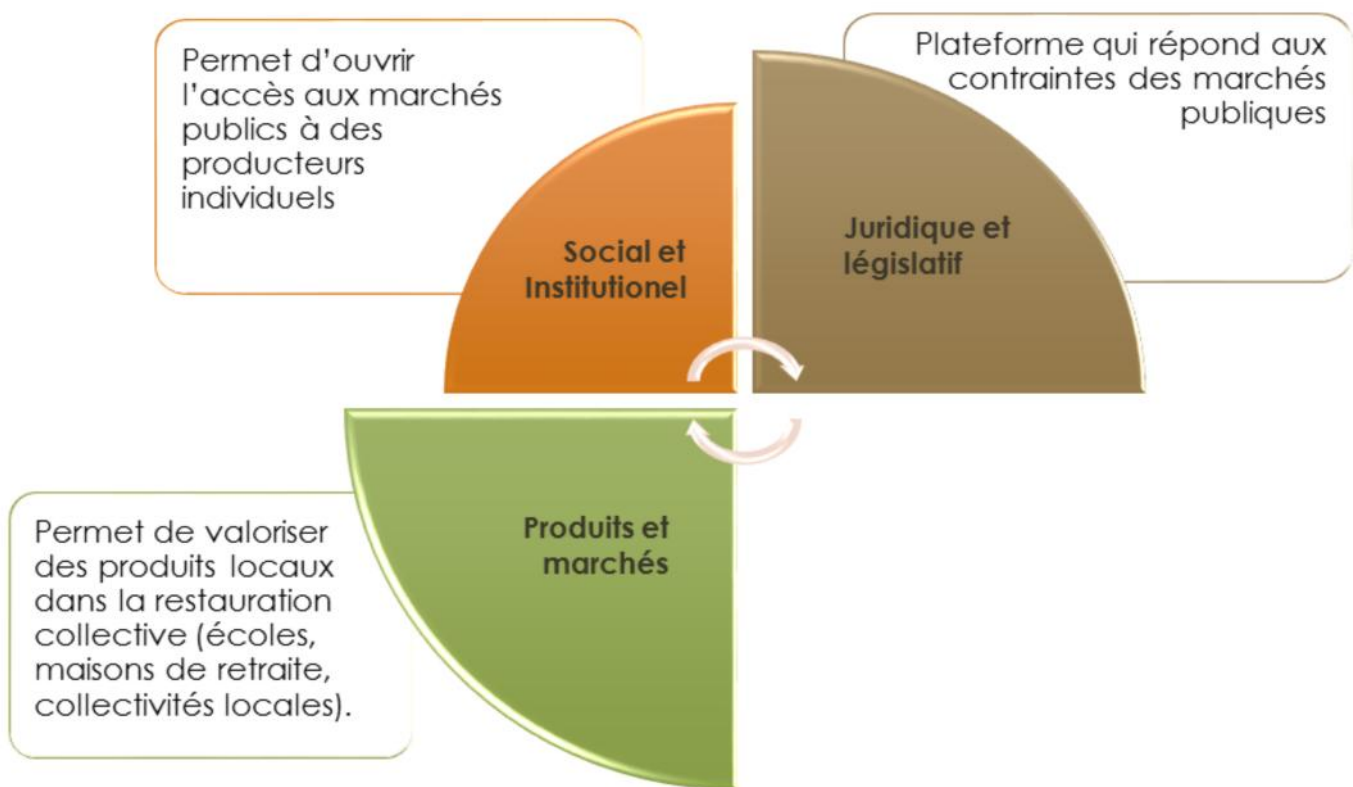 Permet d’ouvrir
l’accès aux marchés
publics à des
producteurs
individuels
Plateforme qui répond aux
contraintes des marchés
publiques
Social et
Institutionel
Juridique et
législatif
Produits et
marchés
Permet de valoriser
des produits locaux
dans la restauration
collective (écoles,
maisons de retraite,
collectivités locales).